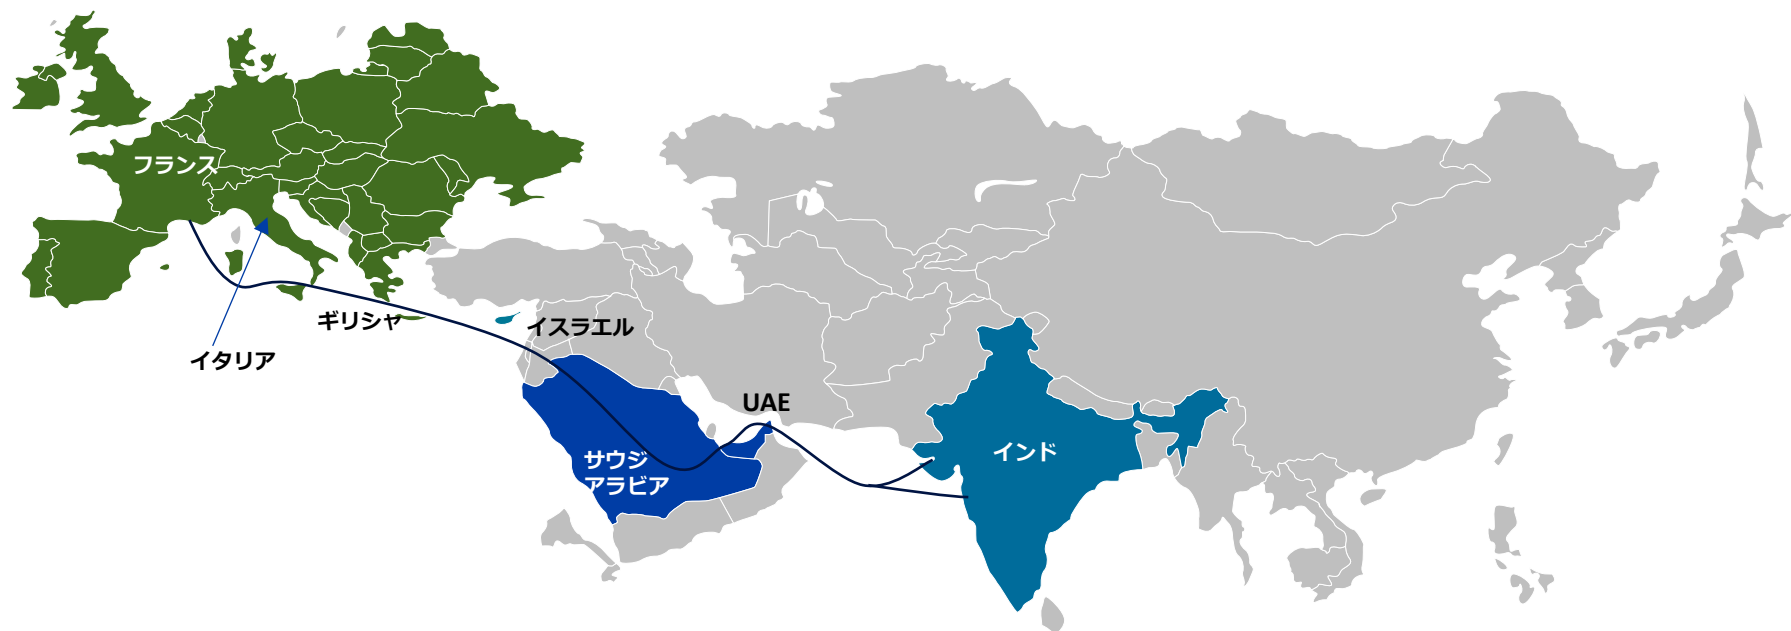 フランス
ギリシャ
イスラエル
イタリア
UAE
サウジ
アラビア
インド